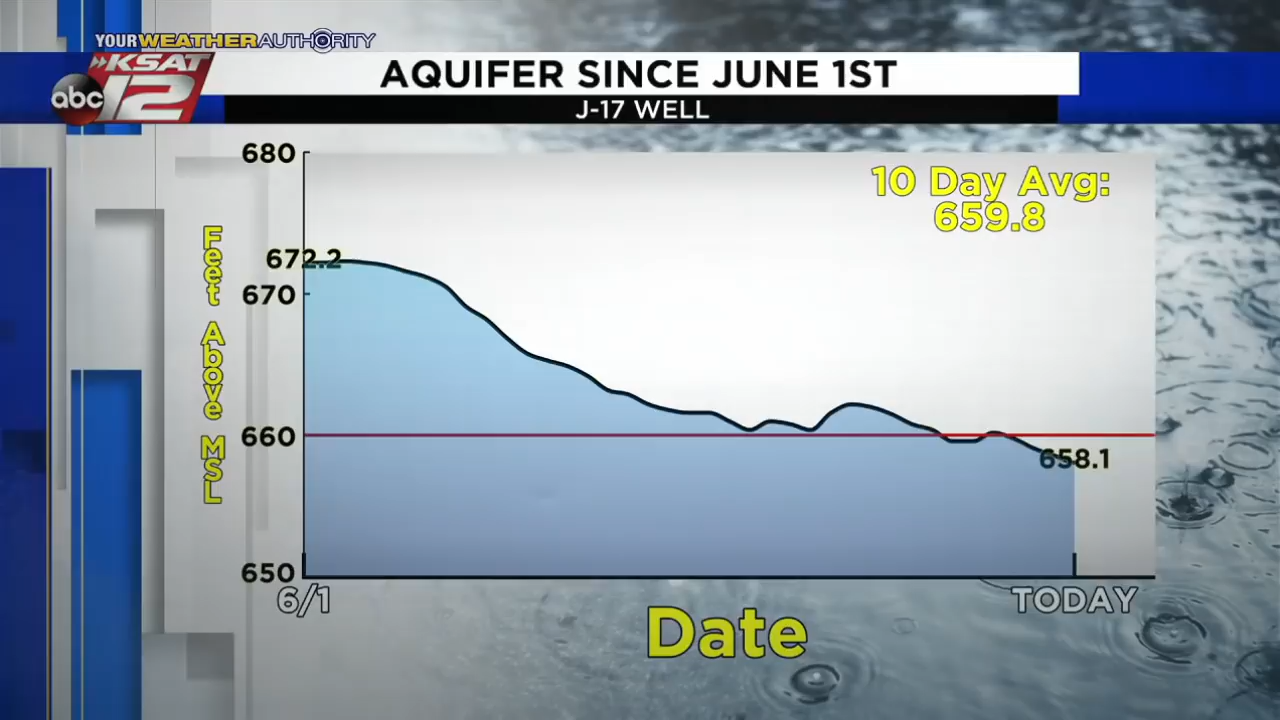 YOUR WEATHER AUTHORITY
KSAT
abc 12
AQUIFER SINCE JUNE 1ST
J-17 WELL
680
10 Day Avg:
659.8
Feet Above MSL
672.2
670
660
658.1
650
6/1
TODAY
Date